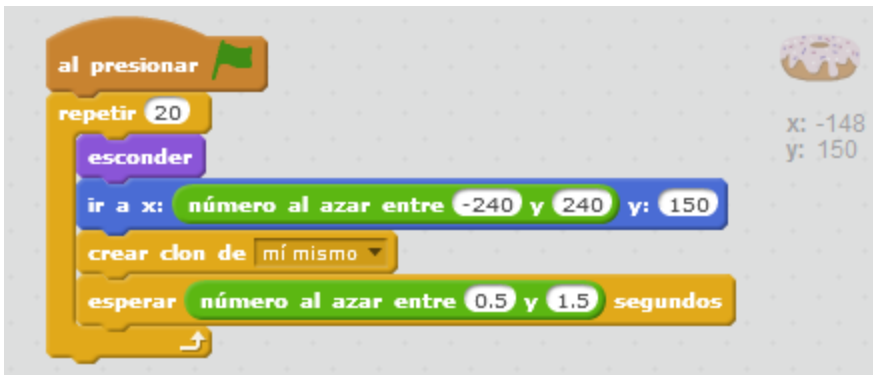 al presionar
repetir 20
esconder
ir a x: número al azar entre -240 y 240 y: 150
crear clon de mí mismo
esperar número al azar entre 0.5 y 1.5 segundos
x: -148
y: 150